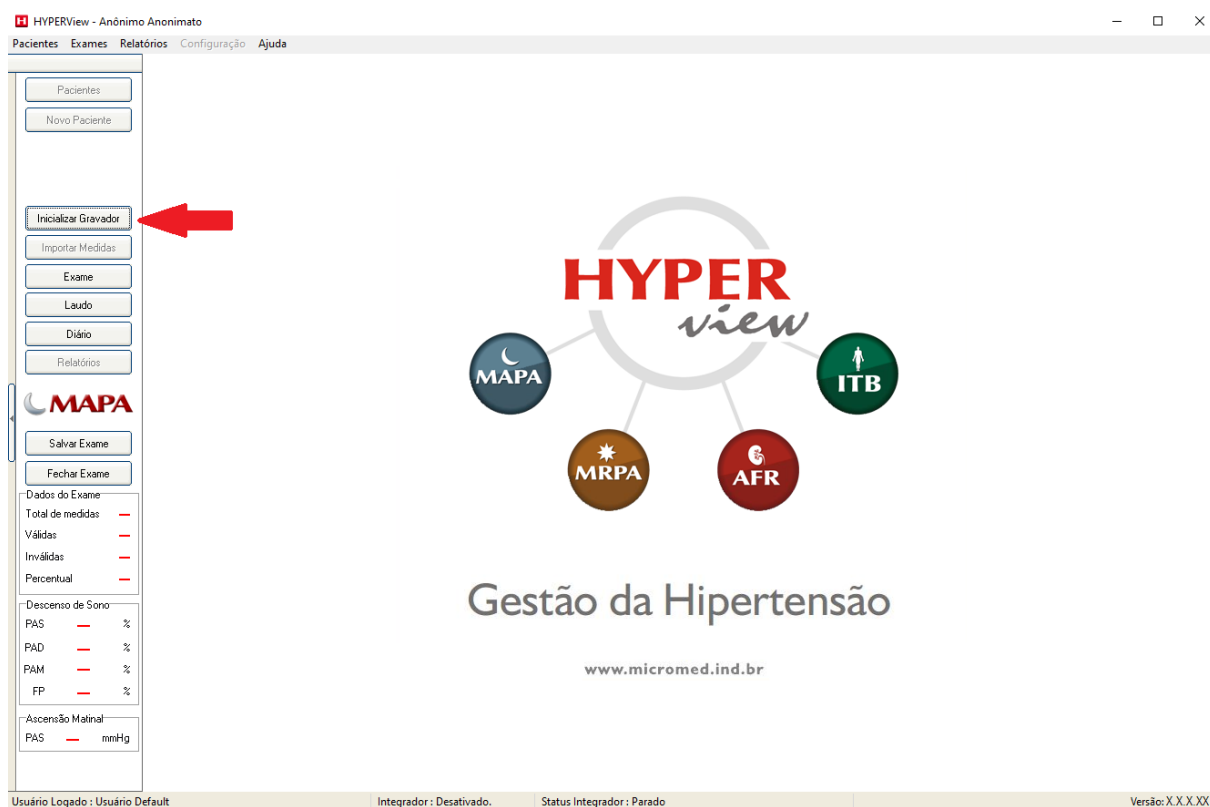 HYPERView - Anônimo Anonimato
Pacientes Exames Relatórios Configuração Ajuda
Pacientes
Novo Paciente
Inicializar Gravador
Importar Medidas
Exame
Laudo
Diário
Relatórios
MAPA
Salvar Exame
Fechar Exame
Dados do Exame
Total de medidas
Válidas
Inválidas
Percentual
Descenso de Sono
PAS %
PAD %
PAM %
FP %
Ascensão Matinal
PAS mmHg
HYPER
view
MAPA
ITB
MRPA
AFR
Gestão da Hipertensão
www.micromed.ind.br
Usuário Logado : Usuário Default Integrador : Desativado. Status Integrador : Parado Versão: X.X.X.XX